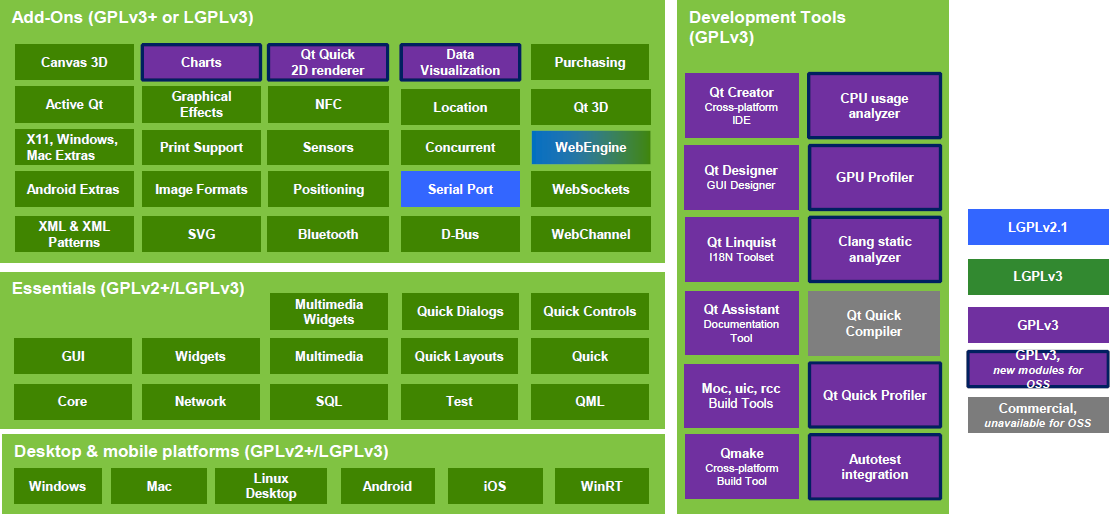 Add-Ons (GPLv3+ or LGPLv3)
Canvas 3D
Charts
Qt Quick
2D renderer
Data
Visualization
Purchasing
Active Qt
Graphical
Effects
NFC
Location
Qt 3D
X11, Windows,
Mac Extras
Print Support
Sensors
Concurrent
WebEngine
Android Extras
Image Formats
Positioning
Serial Port
WebSockets
XML & XML
Patterns
SVG
Bluetooth
D-Bus
WebChannel
Essentials (GPLv2+/LGPLv3)
Multimedia
Widgets
Quick Dialogs
Quick Controls
GUI
Widgets
Multimedia
Quick Layouts
Quick
Core
Network
SQL
Test
QML
Desktop & mobile platforms (GPLv2+/LGPLv3)
Windows
Mac
Linux
Desktop
Android
iOS
WinRT
Development Tools
(GPLv3)
Qt Creator
Cross-platform
IDE
CPU usage
analyzer
Qt Designer
GUI Designer
GPU Profiler
Qt Linquist
I18N Toolset
Clang static
analyzer
Qt Assistant
Documentation
Tool
Qt Quick
Compiler
Moc, uic, rcc
Build Tools
Qt Quick Profiler
Qmake
Cross-platform
Build Tool
Autotest
integration
LGPLv2.1
LGPLv3
GPLv3
GPLv3,
new modules for
OSS
Commercial,
unavailable for OSS